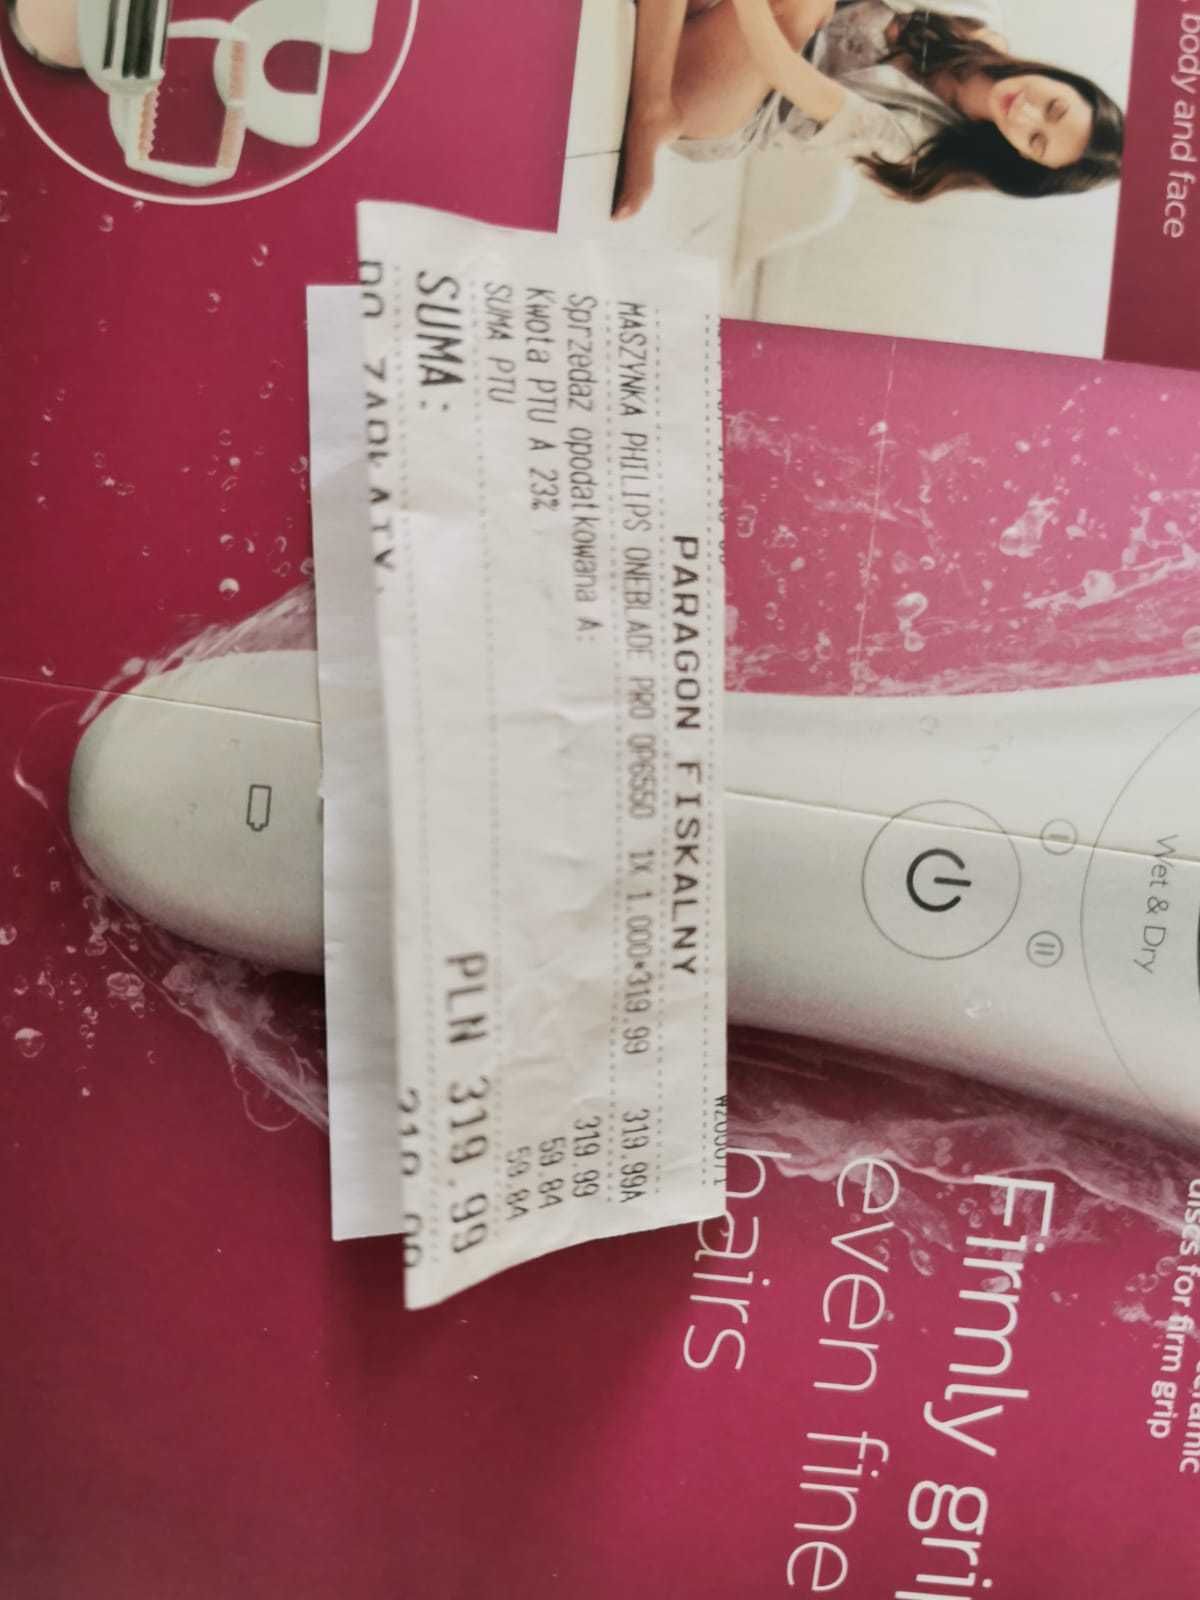 PARAGON FISKALNY
MASZYNKA PHILIPS ONEBLADE PRO QP6550 1X 1.000*319.99 319.99A
Sprzedaz opodatkowana A: 319.99
Kwota PTU A 23% 59.84
SUMA PTU 59.84
SUMA: PLN 319.99
body and face
Wet & Dry
for firm grip
Firmly
even fine
hairs